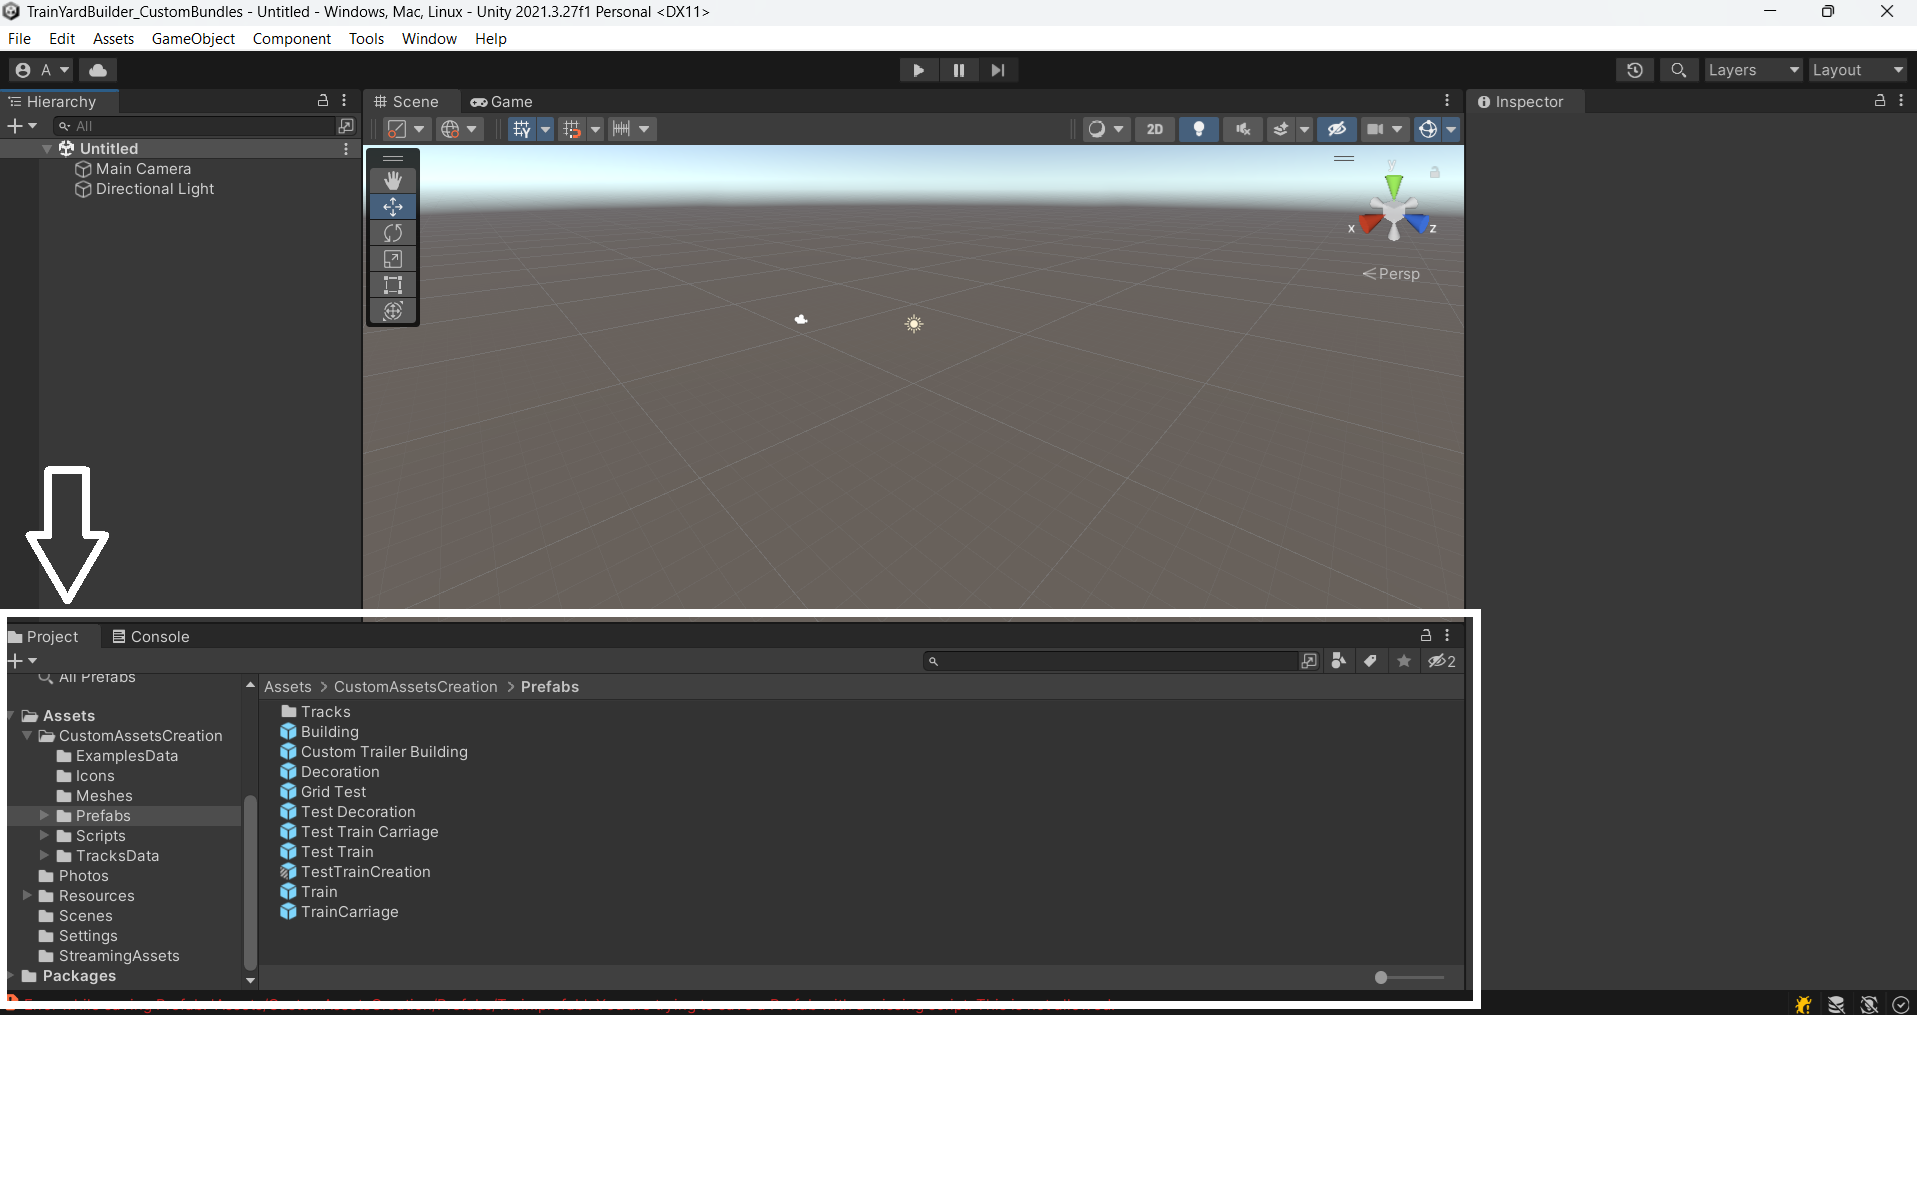 TrainYardBuilder_CustomBundles - Untitled - Windows, Mac, Linux - Unity 2021.3.27f1 Personal <DX11>
File Edit Assets GameObject Component Tools Window Help
A Layers Layout
Hierarchy Scene Game Inspector
All 2D
Untitled
Main Camera
Directional Light
y
x z
Persp
Project Console
2
All Prefabs
Assets > CustomAssetsCreation > Prefabs
Assets
CustomAssetsCreation
ExamplesData
Icons
Meshes
Prefabs
Scripts
TracksData
Photos
Resources
Scenes
Settings
StreamingAssets
Packages
Tracks
Building
Custom Trailer Building
Decoration
Grid Test
Test Decoration
Test Train Carriage
Test Train
TestTrainCreation
Train
TrainCarriage